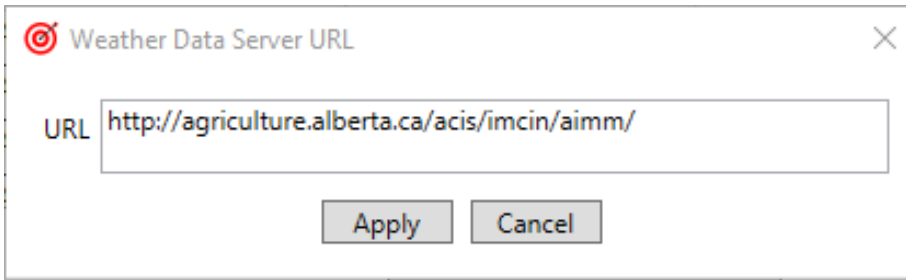 Weather Data Server URL
URL http://agriculture.alberta.ca/acis/imcin/aimm/
Apply Cancel